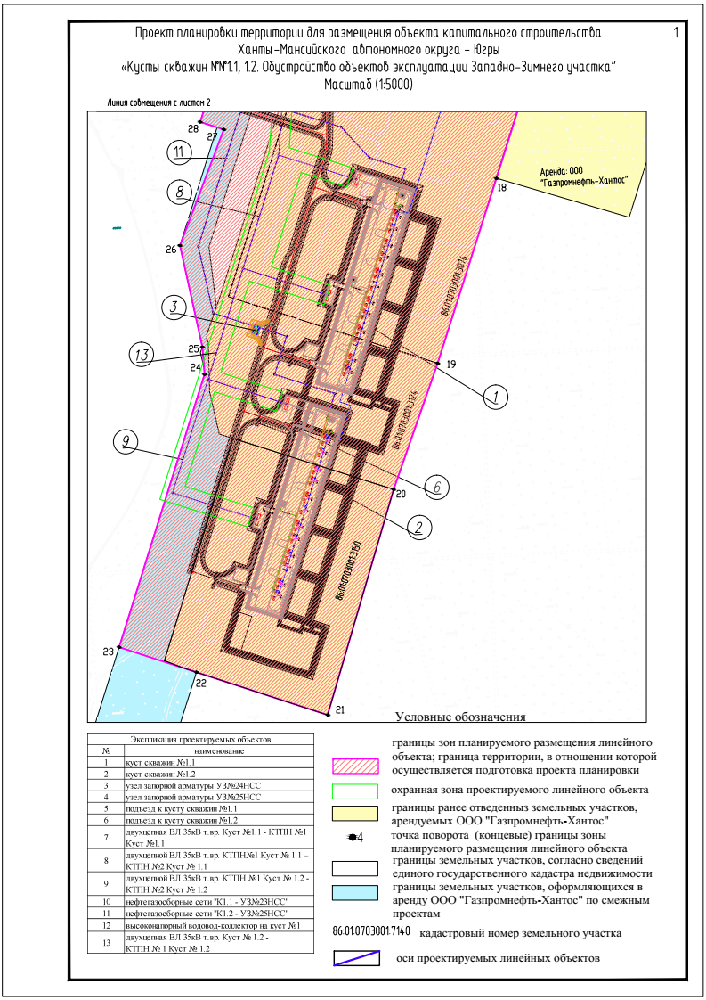 Проект планировки территории для размещения объекта капитального строительства
1
Ханты-Мансийского автономного округа - Югры
«Кусты скважин №№1.1, 1.2. Обустройство объектов эксплуатации Западно-Зимнего участка"
Масштаб (1:5000)
Линия совмещения с листом 2
28
27
11
8
26
3
25
13
24
9
23
22
21
20
19
18
1
6
2
Аренда: ООО
"Газпромнефть-Хантос"
86:01:0703001:3076
86:01:0703001:3124
86:01:0703001:3150
Экспликация проектируемых объектов
№ наименование
1 куст скважин №1.1
2 куст скважин №1.2
3 узел запорной арматуры УЗ№24НСС
4 узел запорной арматуры УЗ№25НСС
5 подъезд к кусту скважин №1.1
6 подъезд к кусту скважин №1.2
7 двухцепная ВЛ 35кВ т.вр. Куст №1.1 - КТПН №1
Куст №1.1
8 двухцепной ВЛ 35кВ т.вр. КТПН№1 Куст № 1.1 –
КТПН №2 Куст № 1.1
9 двухцепной ВЛ 35кВ т.вр. КТПН №1 Куст № 1.2 -
КТПН №2 Куст № 1.2
10 нефтегазосборные сети "К1.1 - УЗ№23НСС"
11 нефтегазосборные сети "К1.2 - УЗ№25НСС"
12 высоконапорный водовод-коллектор на куст №1
13 двухцепная ВЛ 35кВ т.вр. Куст № 1.2 -
КТПН № 1 Куст № 1.2
Условные обозначения
границы зон планируемого размещения линейного
объекта; граница территории, в отношении которой
осуществляется подготовка проекта планировки
охранная зона проектируемого линейного объекта
границы ранее отведенныз земельных участков,
арендуемых ООО "Газпромнефть-Хантос"
4 точка поворота (концевые) границы зоны
планируемого размещения линейного объекта
границы земельных участков, согласно сведений
единого государственного кадастра недвижимости
границы земельных участков, оформляющихся в
аренду ООО "Газпромнефть-Хантос" по смежным
проектам
86:01:0703001:7140 кадастровый номер земельного участка
оси проектируемых линейных объектов